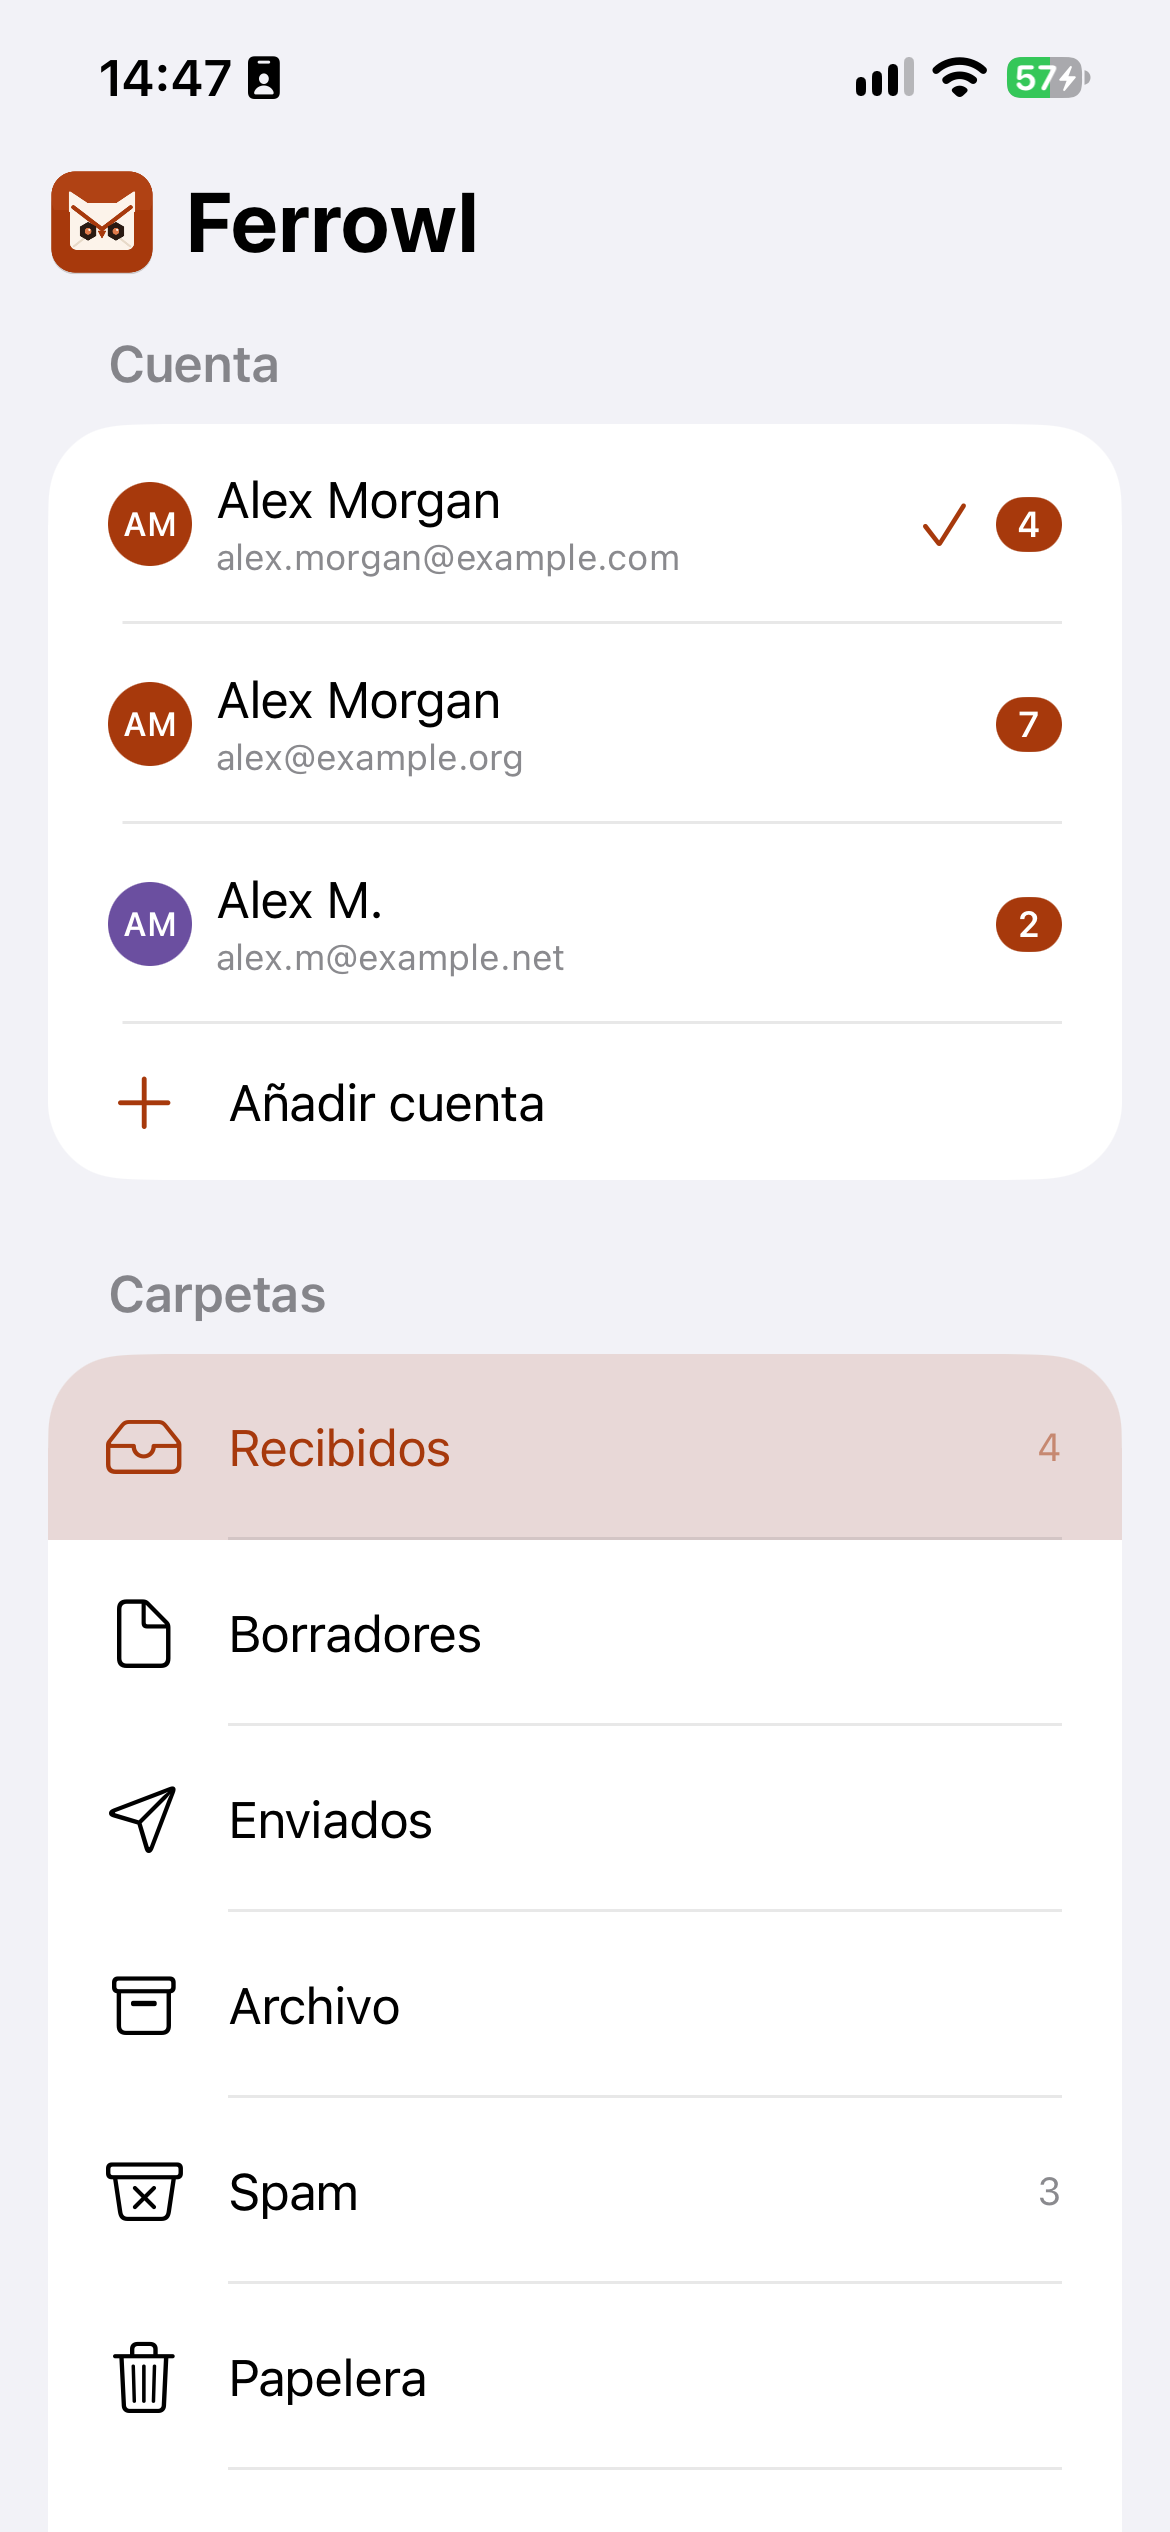 14:47
57
Ferrowl
Cuenta
AM
Alex Morgan
alex.morgan@example.com
4
AM
Alex Morgan
alex@example.org
7
AM
Alex M.
alex.m@example.net
2
Añadir cuenta
Carpetas
Recibidos
4
Borradores
Enviados
Archivo
Spam
3
Papelera